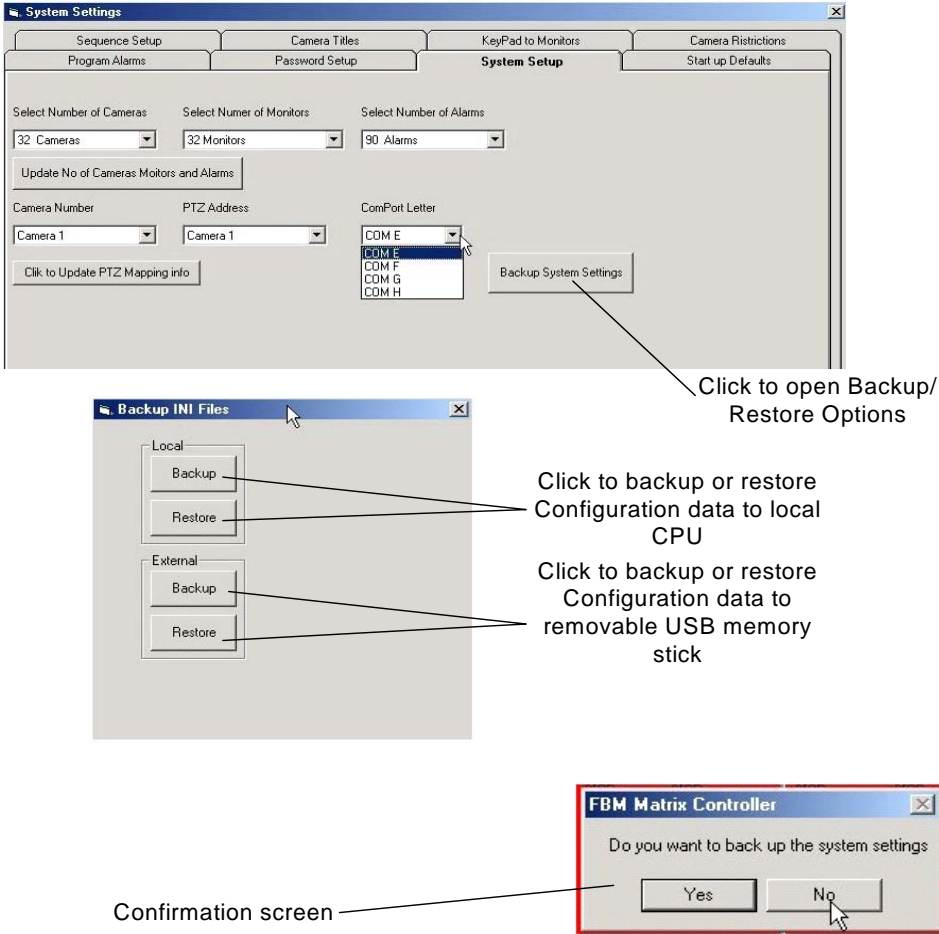 System Settings
Sequence Setup
Camera Titles
KeyPad to Monitors
Camera Ristrictions
Program Alarms
Password Setup
System Setup
Start up Defaults
Select Number of Cameras
Select Numer of Monitors
Select Number of Alarms
32 Cameras
32 Monitors
90 Alarms
Update No of Cameras Moitors and Alarms
Camera Number
PTZ Address
ComPort Letter
Camera 1
Camera 1
COM E
COM E
COM F
COM G
COM H
Clik to Update PTZ Mapping info
Backup System Settings
Click to open Backup/
Restore Options
Backup INI Files
Local
Backup
Restore
Click to backup or restore
Configuration data to local
CPU
External
Backup
Restore
Click to backup or restore
Configuration data to
removable USB memory
stick
FBM Matrix Controller
Do you want to back up the system settings
Yes
No
Confirmation screen